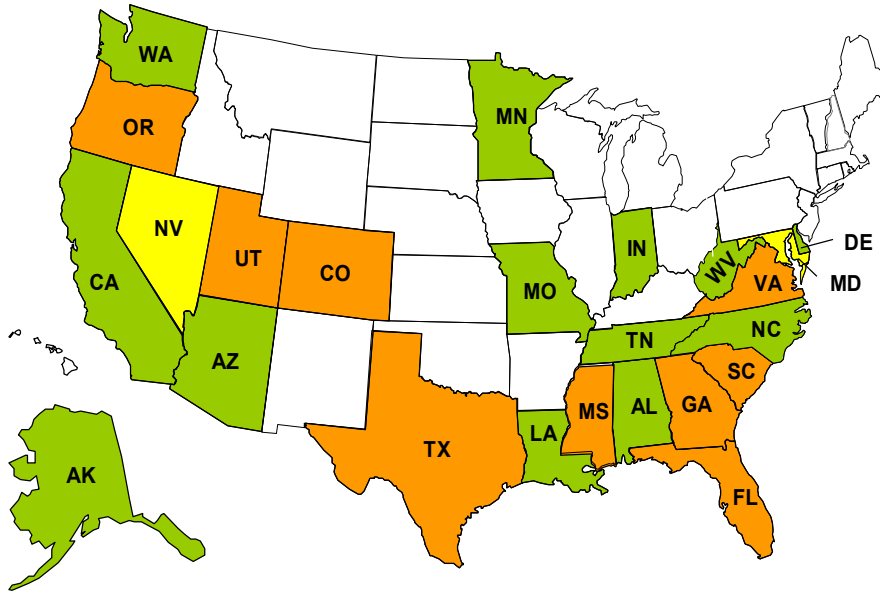 WA
OR
MN
NV
CA
UT
CO
IN
WV
DE
MD
VA
MO
AZ
TN
NC
SC
MS
AL
GA
LA
TX
AK
FL